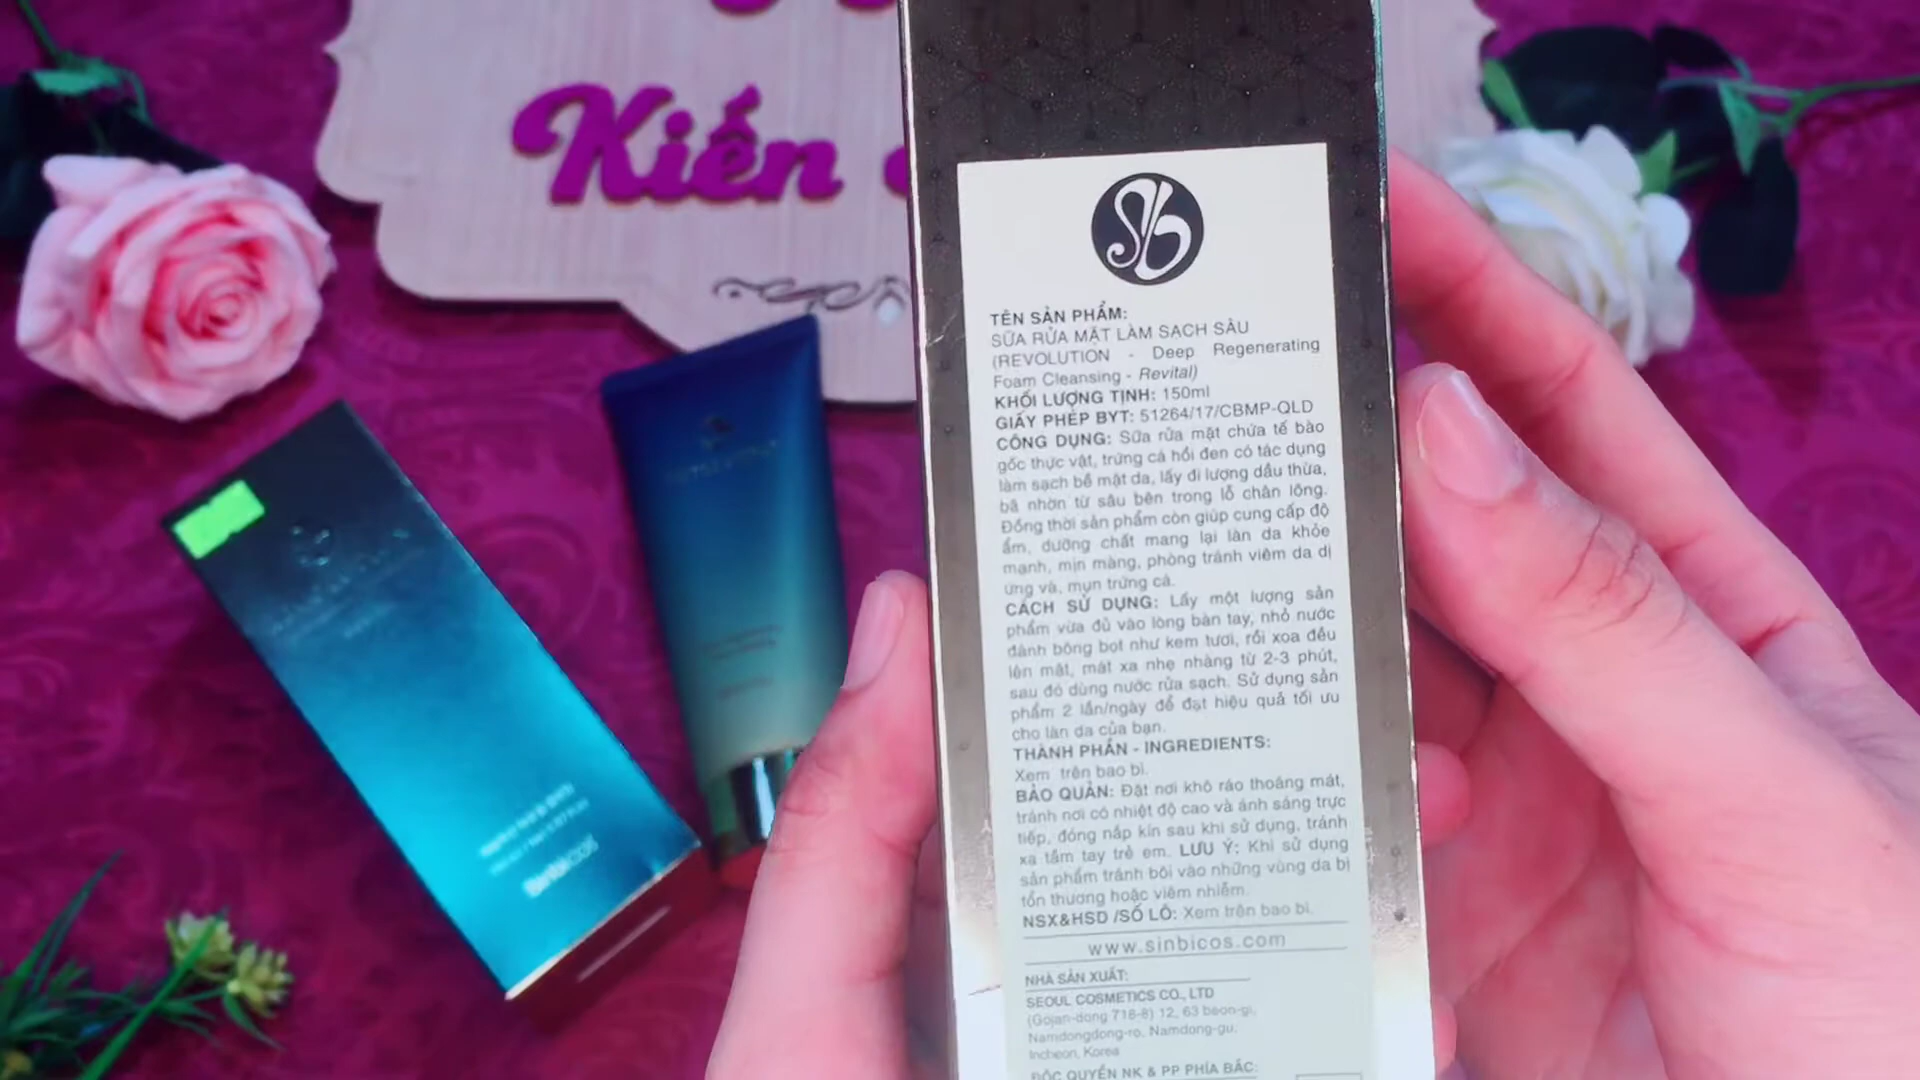 Kiến
Sb
TÊN SẢN PHẨM:
SỮA RỬA MẶT LÀM SẠCH SÂU
(REVOLUTION - Deep Regenerating
Foam Cleansing - Revital)
KHỐI LƯỢNG TỊNH: 150ml
GIẤY PHÉP BYT: 51264/17/CBMP-QLD
CÔNG DỤNG: Sữa rửa mặt chứa tế bào
gốc thực vật, trứng cá hồi đen có tác dụng
làm sạch bề mặt da, lấy đi lượng dầu thừa,
bã nhờn từ sâu bên trong lỗ chân lông.
Đồng thời sản phẩm còn giúp cung cấp độ
ẩm, dưỡng chất mang lại làn da khỏe
mạnh, mịn màng, phòng tránh viêm da dị
ứng và, mụn trứng cá.
CÁCH SỬ DỤNG: Lấy một lượng sản
phẩm vừa đủ vào lòng bàn tay, nhỏ nước
đánh bông bọt như kem tươi, rồi xoa đều
lên mặt, mát xa nhẹ nhàng từ 2-3 phút,
sau đó dùng nước rửa sạch. Sử dụng sản
phẩm 2 lần/ngày để đạt hiệu quả tối ưu
cho làn da của bạn.
THÀNH PHẦN - INGREDIENTS:
Xem trên bao bì.
BẢO QUẢN: Đặt nơi khô ráo thoáng mát,
tránh nơi có nhiệt độ cao và ánh sáng trực
tiếp, đóng nắp kín sau khi sử dụng, tránh
xa tầm tay trẻ em. LƯU Ý: Khi sử dụng
sản phẩm tránh bôi vào những vùng da bị
tổn thương hoặc viêm nhiễm.
NSX&HSD /SỐ LÔ: Xem trên bao bì.
www.sinbicos.com
NHÀ SẢN XUẤT:
SEOUL COSMETICS CO., LTD
(Gojan-dong 718-8) 12, 63 beon-gi,
Namdongdong-ro, Namdong-gu,
Incheon, Korea
ĐỘC QUYỀN NK & PP PHÍA BẮC:
Sinbicos